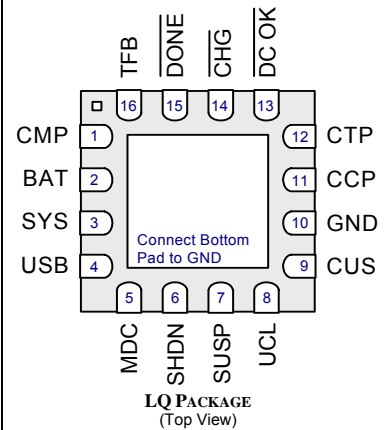 TFB
DONE
CHG
DC OK
16
15
14
13
CMP
1
12
CTP
BAT
2
11
CCP
SYS
3
10
GND
Connect Bottom
Pad to GND
USB
4
9
CUS
5
6
7
8
MDC
SHDN
SUSP
UCL
LQ PACKAGE
(Top View)